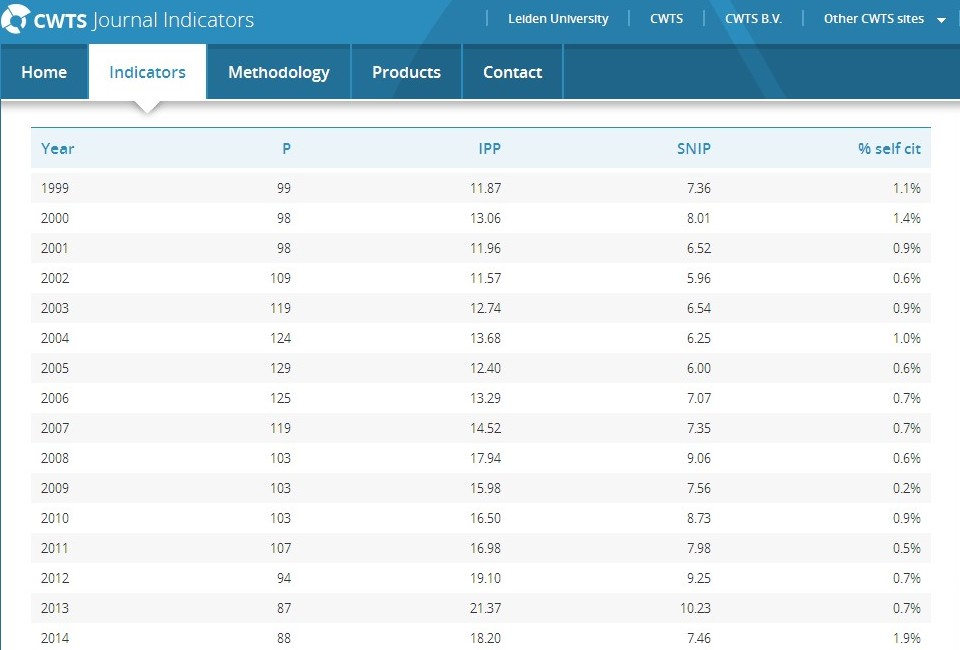 CWTS Journal Indicators Leiden University CWTS CWTS B.V. Other CWTS sites
Home Indicators Methodology Products Contact
Year P IPP SNIP % self cit
1999 99 11.87 7.36 1.1%
2000 98 13.06 8.01 1.4%
2001 98 11.96 6.52 0.9%
2002 109 11.57 5.96 0.6%
2003 119 12.74 6.54 0.9%
2004 124 13.68 6.25 1.0%
2005 129 12.40 6.00 0.6%
2006 125 13.29 7.07 0.7%
2007 119 14.52 7.35 0.7%
2008 103 17.94 9.06 0.6%
2009 103 15.98 7.56 0.2%
2010 103 16.50 8.73 0.9%
2011 107 16.98 7.98 0.5%
2012 94 19.10 9.25 0.7%
2013 87 21.37 10.23 0.7%
2014 88 18.20 7.46 1.9%